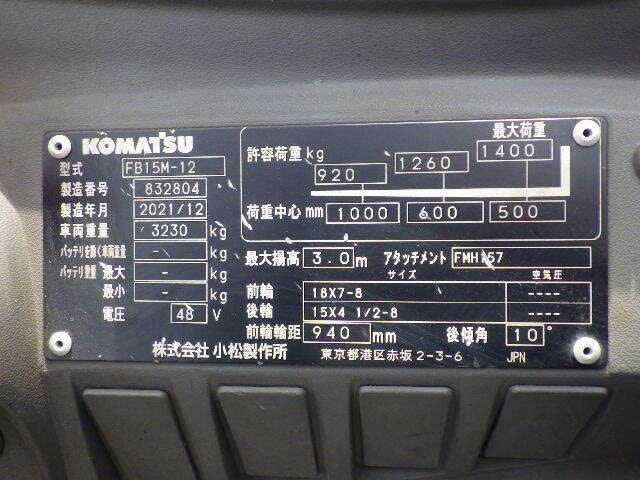 KOMATSU
型式 FB15M-12
製造番号 832804
製造年月 2021/12
車両重量 3230 kg
バッテリを除く車両重量 - kg
バッテリ重量 最大 - kg
最小 - kg
電圧 48 V
最大荷重
許容荷重 kg 920 1260 1400
荷重中心 mm 1000 600 500
最大揚高 3.0 m アタッチメント FMH157
サイズ 空気圧
前輪 18X7-8 ----
後輪 15X4 1/2-8 ----
前輪輪距 940 mm 後傾角 10°
株式会社 小松製作所 東京都港区赤坂 2-3-6 JPN